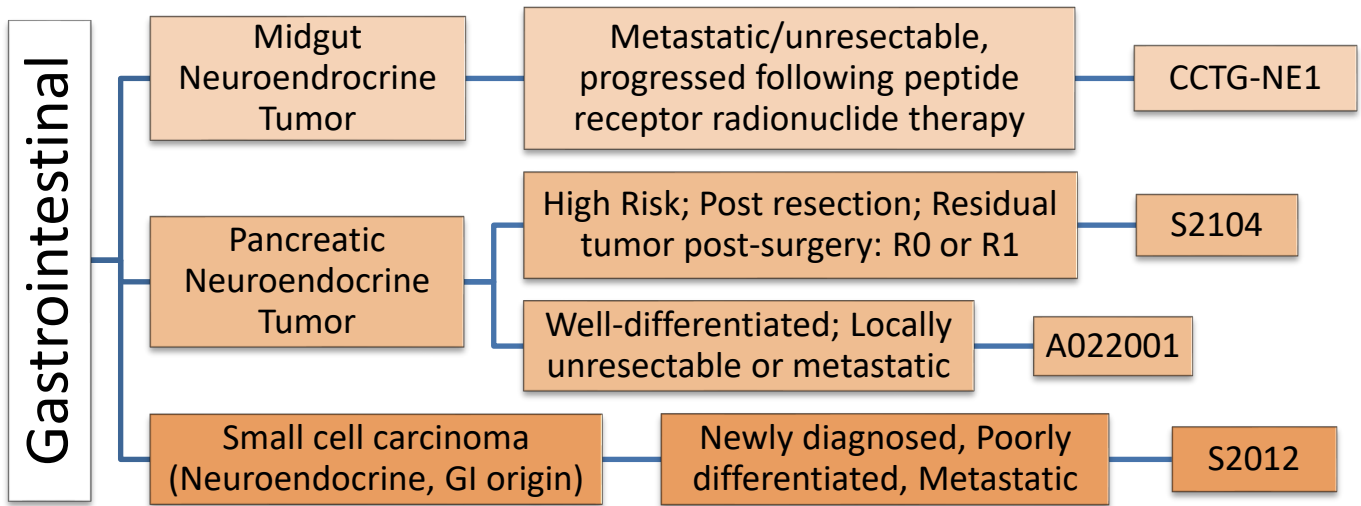 Gastrointestinal
Midgut
Neuroendrocrine
Tumor
Metastatic/unresectable,
progressed following peptide
receptor radionuclide therapy
CCTG-NE1
Pancreatic
Neuroendocrine
Tumor
High Risk; Post resection; Residual
tumor post-surgery: R0 or R1
S2104
Well-differentiated; Locally
unresectable or metastatic
A022001
Small cell carcinoma
(Neuroendocrine, GI origin)
Newly diagnosed, Poorly
differentiated, Metastatic
S2012